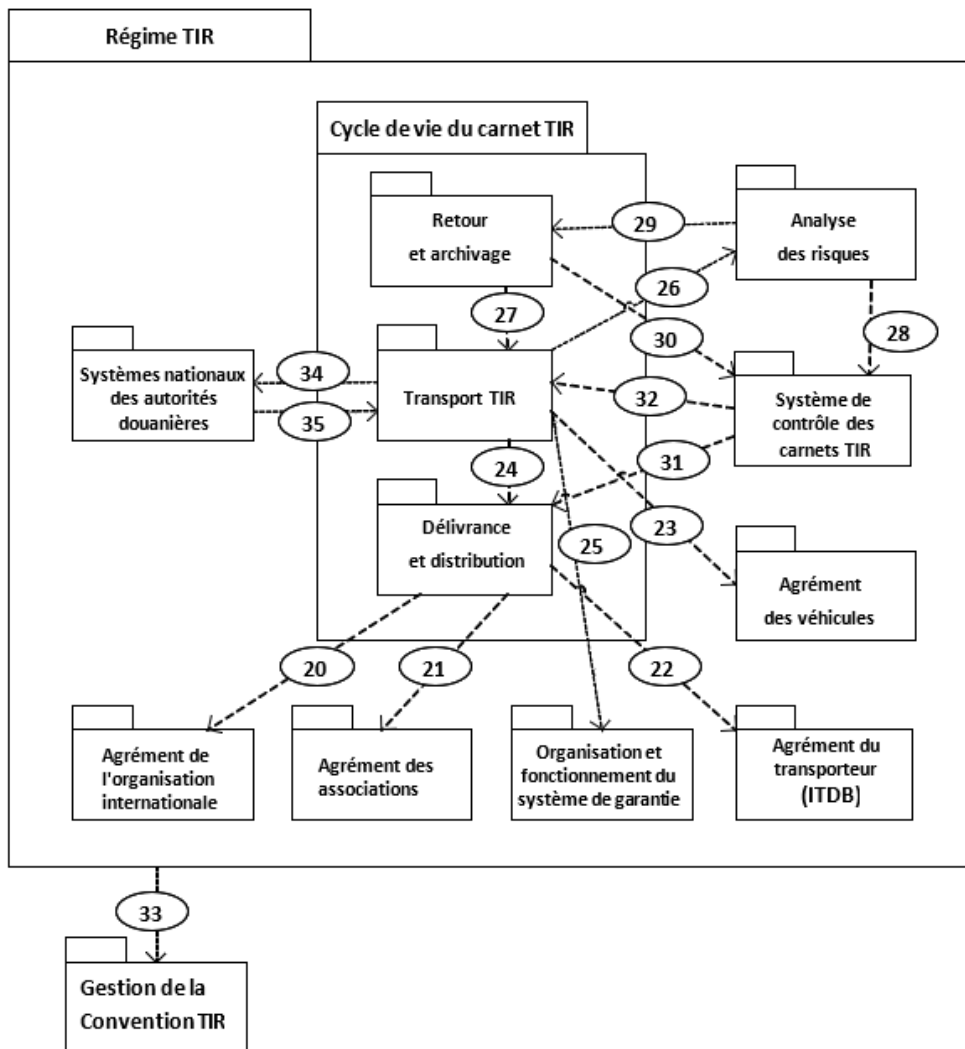 Régime TIR
Cycle de vie du carnet TIR
Retour
et archivage
29
Analyse
des risques
26
27
30
28
Systèmes nationaux
des autorités
douanières
34
35
Transport TIR
32
Système de
contrôle des
carnets TIR
31
24
23
25
Délivrance
et distribution
Agrément
des véhicules
20
21
22
Agrément de
l'organisation
internationale
Agrément des
associations
Organisation et
fonctionnement du
système de garantie
Agrément du
transporteur
(ITDB)
33
Gestion de la
Convention TIR